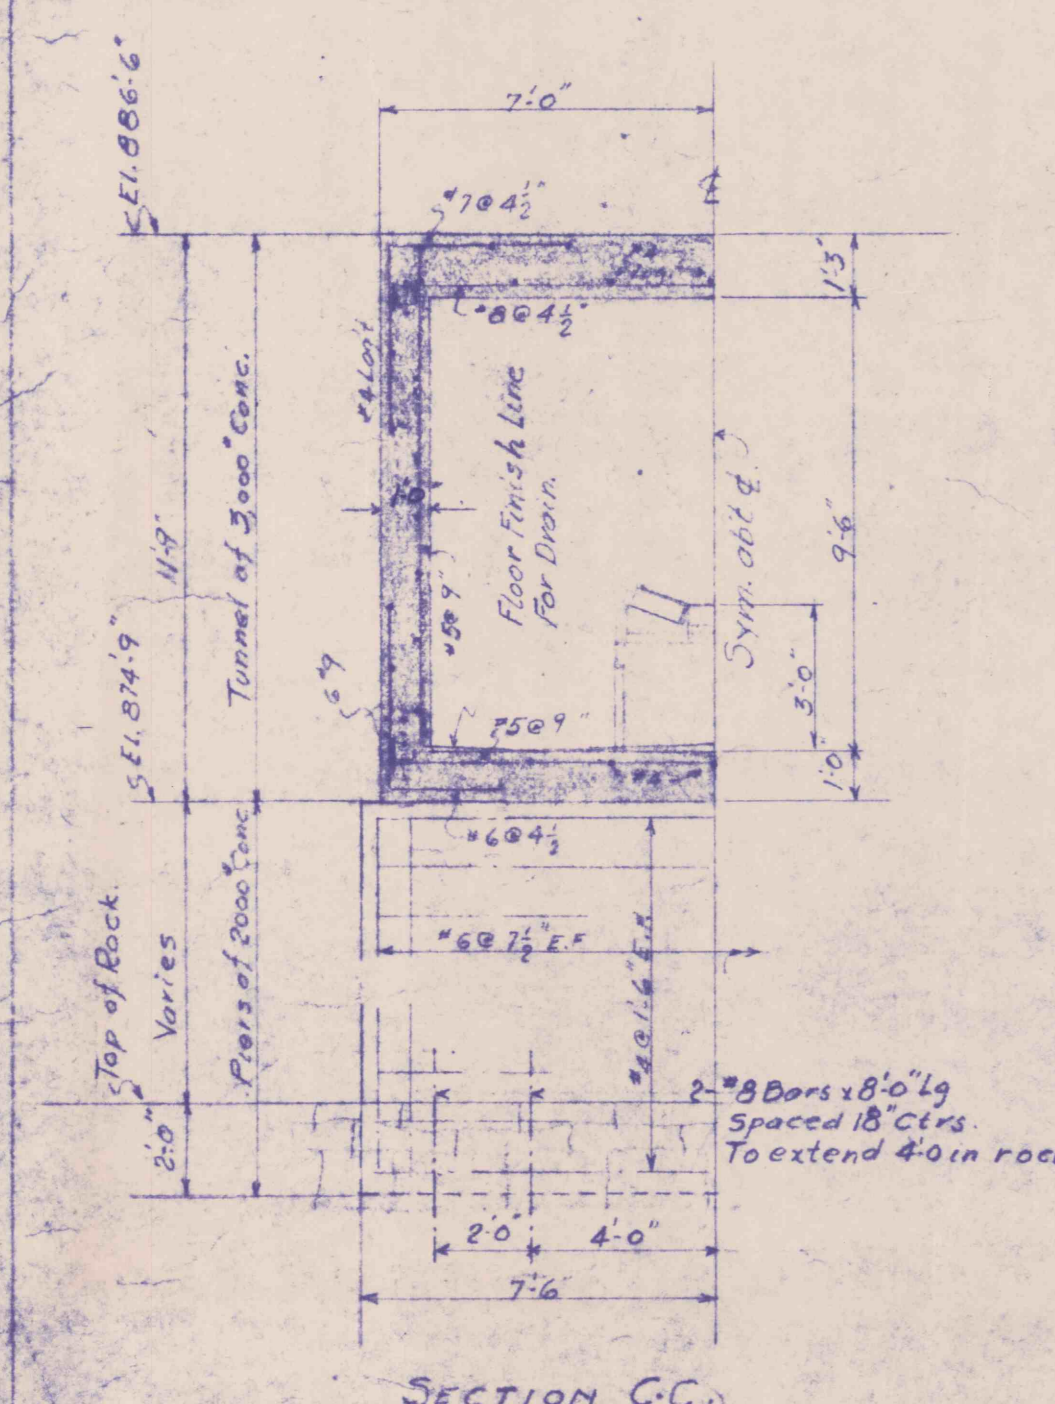 El. 886'-6"
7'-0"
#7@4½"
1'-3"
#8@4½"
Tunnel of 3,000# Conc.
11'-9"
Floor Finish Line
For Drain.
Sym. abt ℄
9'-6"
#5@9"
3'-0"
El. 874'-9"
#5@9"
1'-0"
#6@4½
Top of Rock.
Varies
Piers of 2000# Conc.
#6@7½" E.F
#4@1'-6" E.F.
2-#8 Bars x 8'-0" Lg
Spaced 18" Ctrs.
To extend 4'-0 in
2'-0"
2'-0"
4'-0"
7'-6"
SECTION C-C.